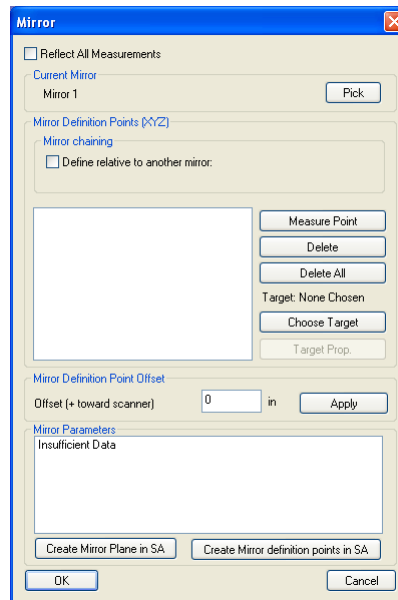 Mirror
Reflect All Measurements
Current Mirror
Mirror 1
Pick
Mirror Definition Points (XYZ)
Mirror chaining
Define relative to another mirror:
Measure Point
Delete
Delete All
Target: None Chosen
Choose Target
Target Prop.
Mirror Definition Point Offset
Offset (+ toward scanner) 0 in Apply
Mirror Parameters
Insufficient Data
Create Mirror Plane in SA Create Mirror definition points in SA
OK Cancel